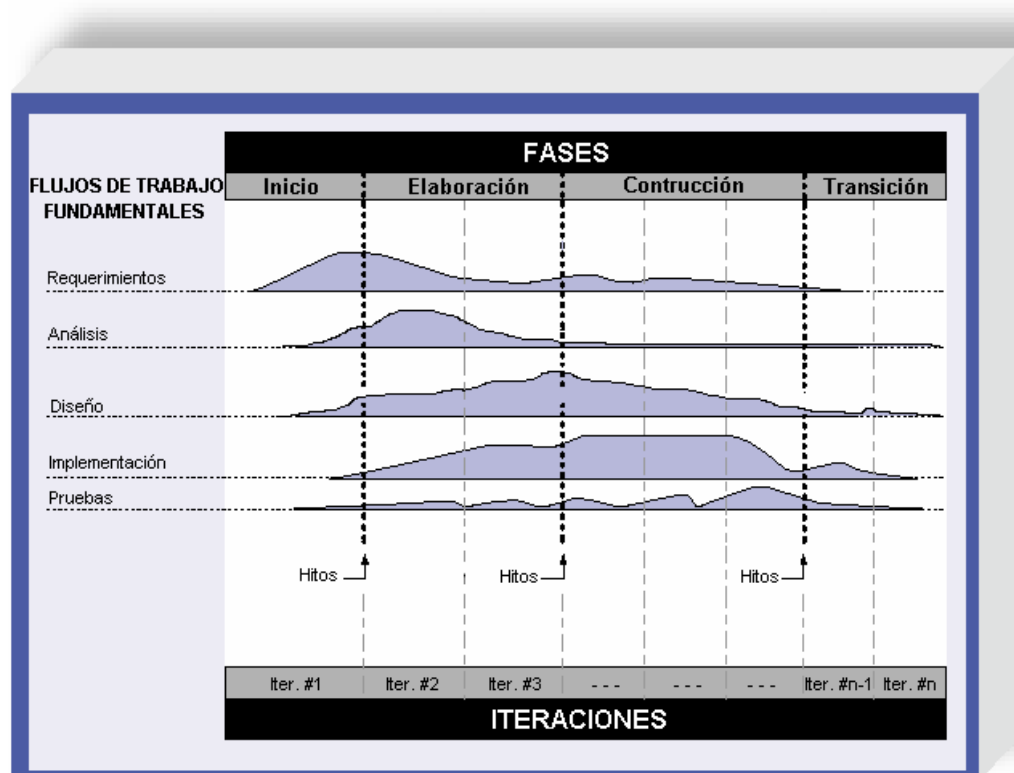 FASES
FLUJOS DE TRABAJO
FUNDAMENTALES
Inicio Elaboración Contrucción Transición
Requerimientos
Análisis
Diseño
Implementación
Pruebas
Hitos Hitos Hitos
Iter. #1 Iter. #2 Iter. #3 - - - - - - - - - Iter. #n-1 Iter. #n
ITERACIONES